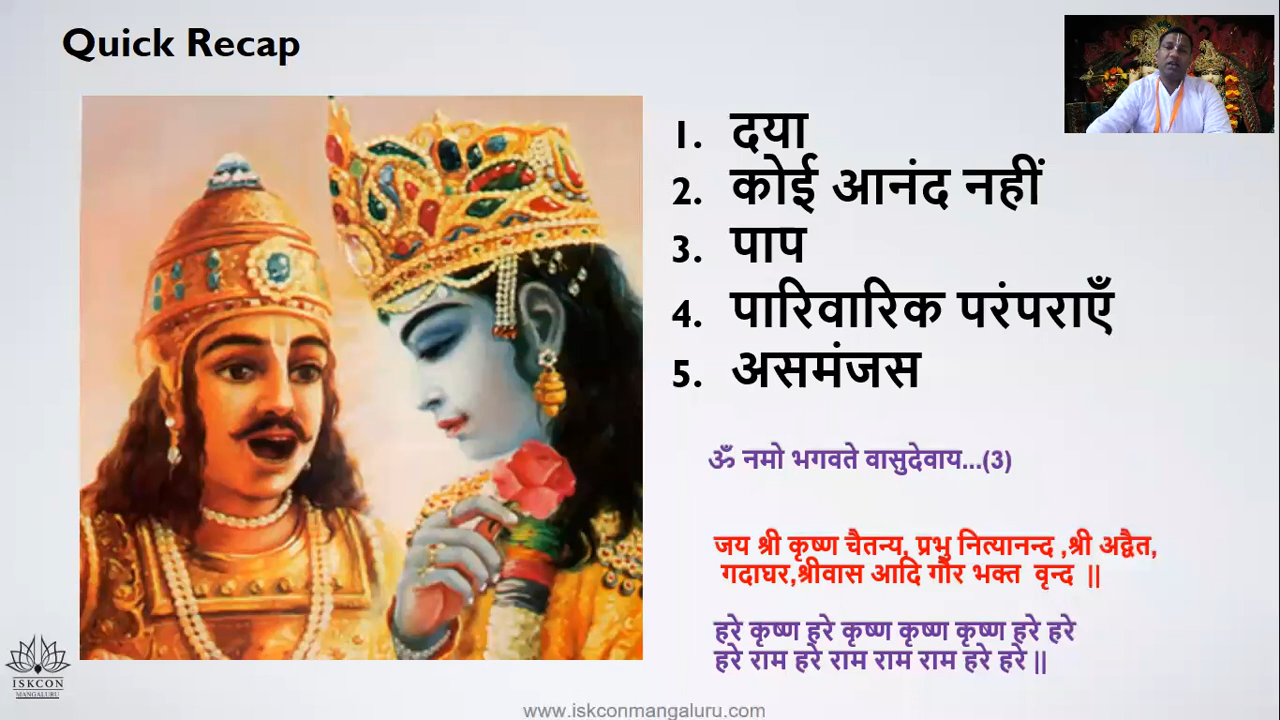 Quick Recap
1. दया
2. कोई आनंद नहीं
3. पाप
4. पारिवारिक परंपराएँ
5. असमंजस
ॐ नमो भगवते वासुदेवाय...(3)
जय श्री कृष्ण चैतन्य, प्रभु नित्यानन्द ,श्री अद्वैत,
गदाघर,श्रीवास आदि गौर भक्त वृन्द ||
हरे कृष्ण हरे कृष्ण कृष्ण कृष्ण हरे हरे
हरे राम हरे राम राम राम हरे हरे ||
ISKCON
MANGALURU
www.iskconmangaluru.com